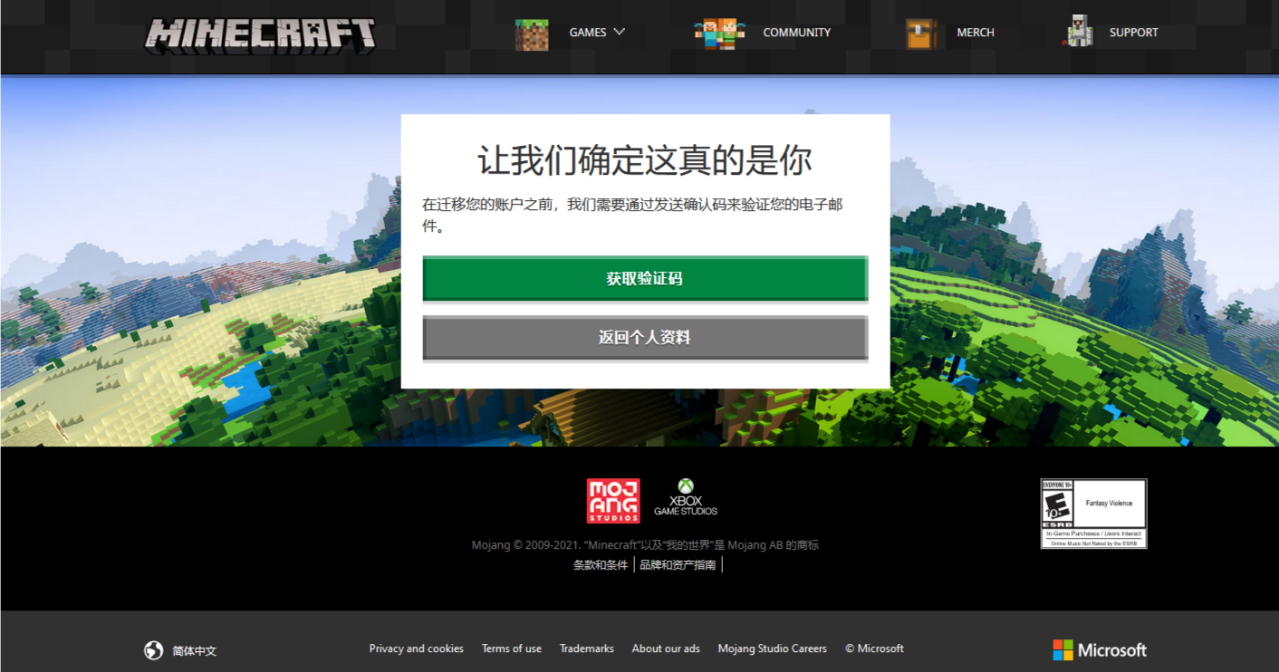 MINECRAFT
GAMES
COMMUNITY
MERCH
SUPPORT
让我们确定这真的是你
在迁移您的账户之前，我们需要通过发送确认码来验证您的电子邮
件。
获取验证码
返回个人资料
MOJANG
STUDIOS
XBOX
GAME STUDIOS
EVERYONE 10+
E 10+
ESRB
Fantasy Violence
In-Game Purchases / Users Interact
Online Music Not Rated by the ESRB
Mojang © 2009-2021. "Minecraft"以及"我的世界"是 Mojang AB 的商标
条款和条件 | 品牌和资产指南 |
简体中文
Privacy and cookies
Terms of use
Trademarks
About our ads
Mojang Studio Careers
© Microsoft
Microsoft